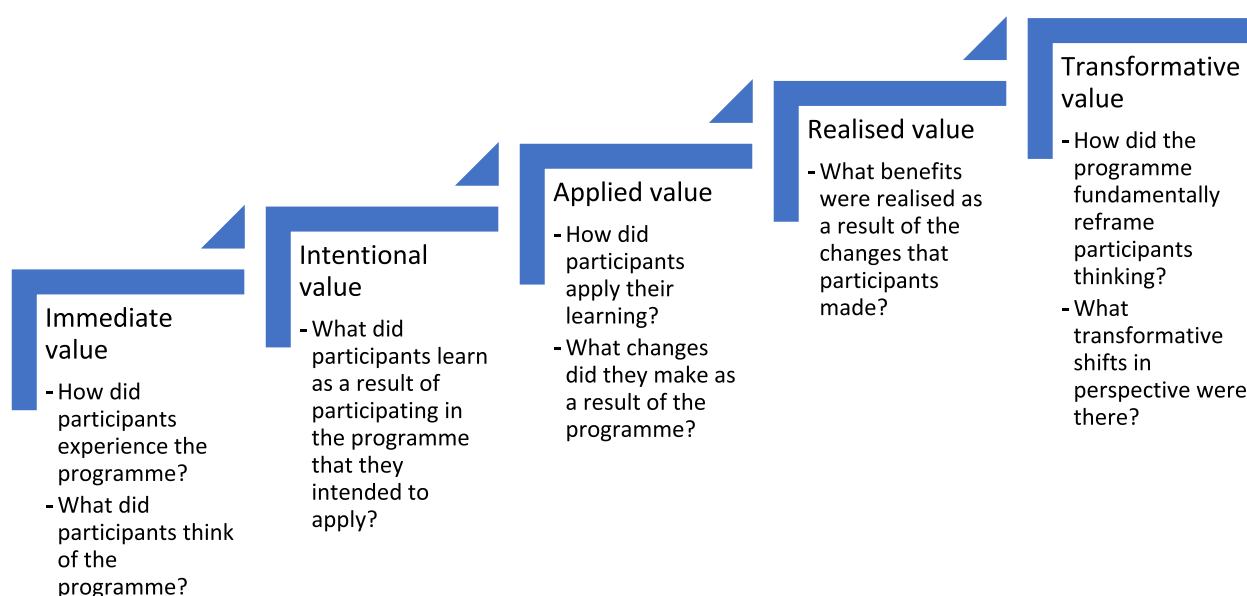 Immediate
value
- How did
participants
experience the
programme?
- What did
participants think
of the
programme?
Intentional
value
- What did
participants learn
as a result of
participating in
the programme
that they
intended to
apply?
Applied value
- How did
participants
apply their
learning?
- What changes
did they make as
a result of the
programme?
Realised value
- What benefits
were realised as
a result of the
changes that
participants
made?
Transformative
value
- How did the
programme
fundamentally
reframe
participants
thinking?
- What
transformative
shifts in
perspective were
there?